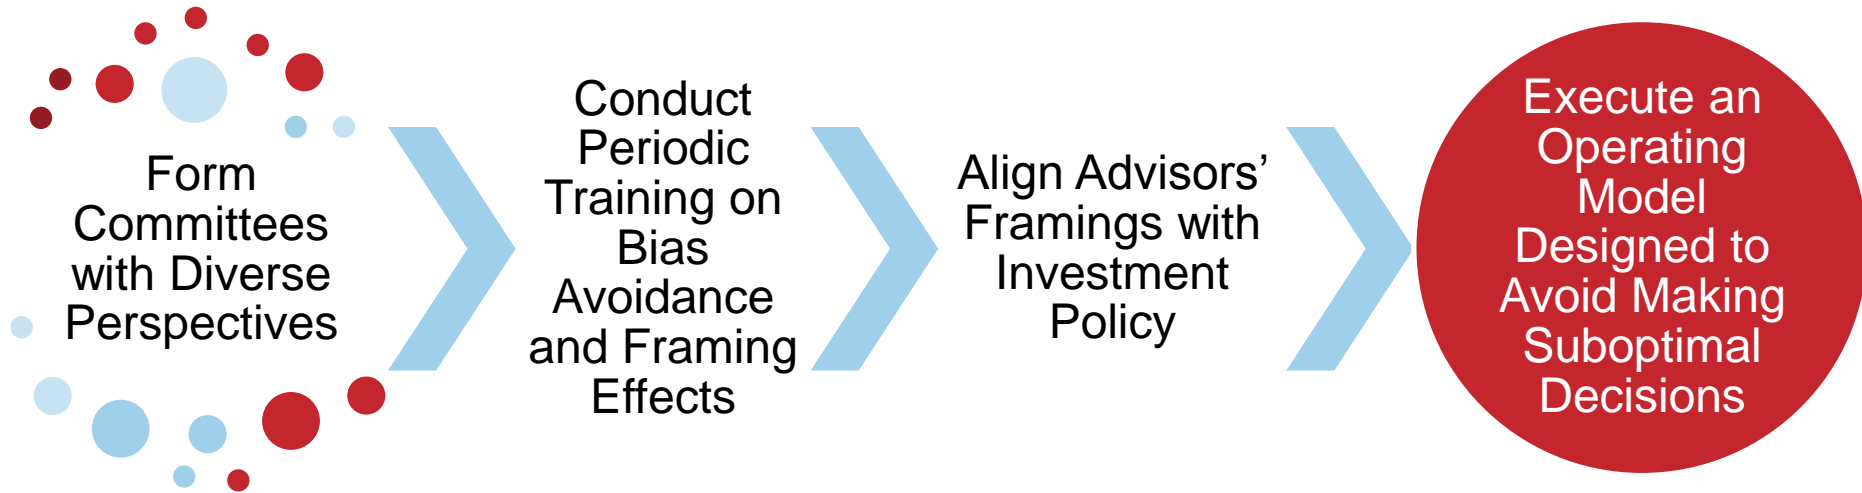 Form
Committees
with Diverse
Perspectives
Conduct
Periodic
Training on
Bias
Avoidance
and Framing
Effects
Align Advisors’
Framings with
Investment
Policy
Execute an
Operating
Model
Designed to
Avoid Making
Suboptimal
Decisions